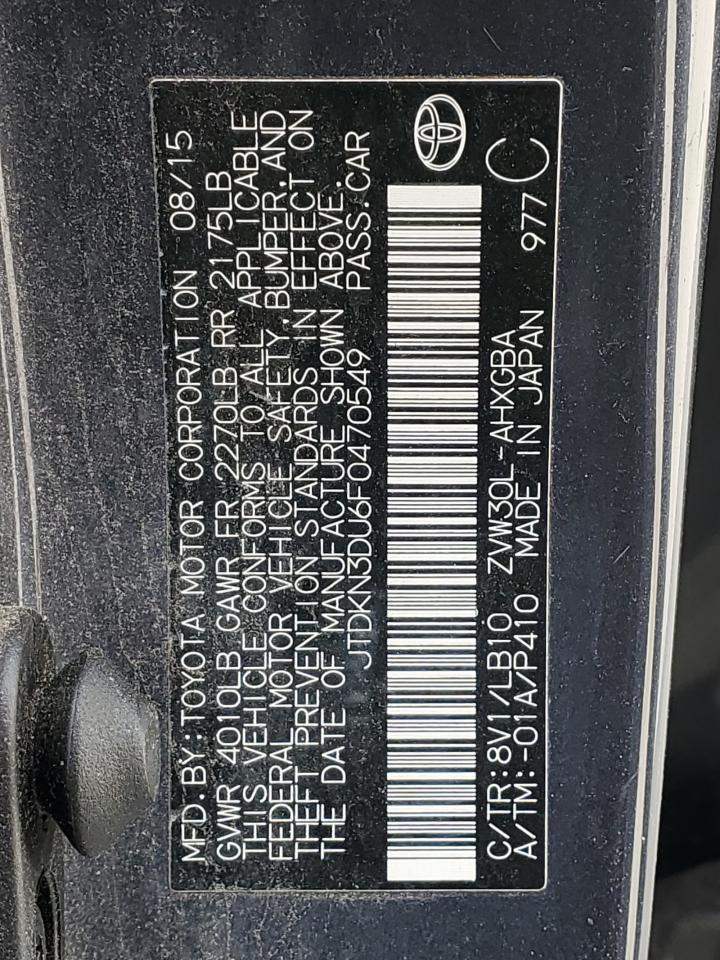 MFD.BY:TOYOTA MOTOR CORPORATION 08/15
GVWR 4010LB GAWR FR 2270LB RR 2175LB
THIS VEHICLE CONFORMS TO ALL APPLICABLE
FEDERAL MOTOR VEHICLE SAFETY,BUMPER,AND
THEFT PREVENTION STANDARDS IN EFFECT ON
THE DATE OF MANUFACTURE SHOWN ABOVE.
JTDKN3DU6F0470549 PASS.CAR
C/TR:8V1/LB10 ZVW30L-AHXGBA
A/TM:-01A/P410 MADE IN JAPAN 977 C